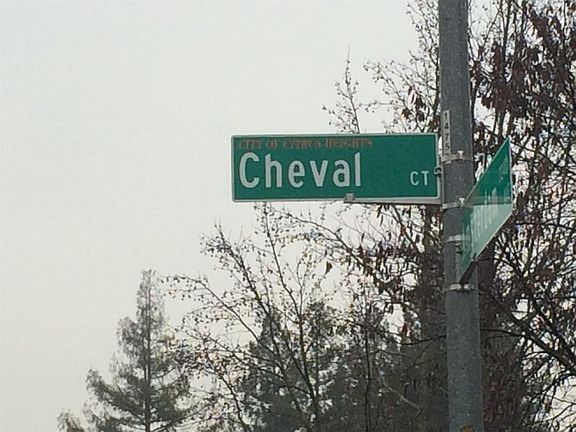 CITY OF CITRUS HEIGHTS
Cheval CT